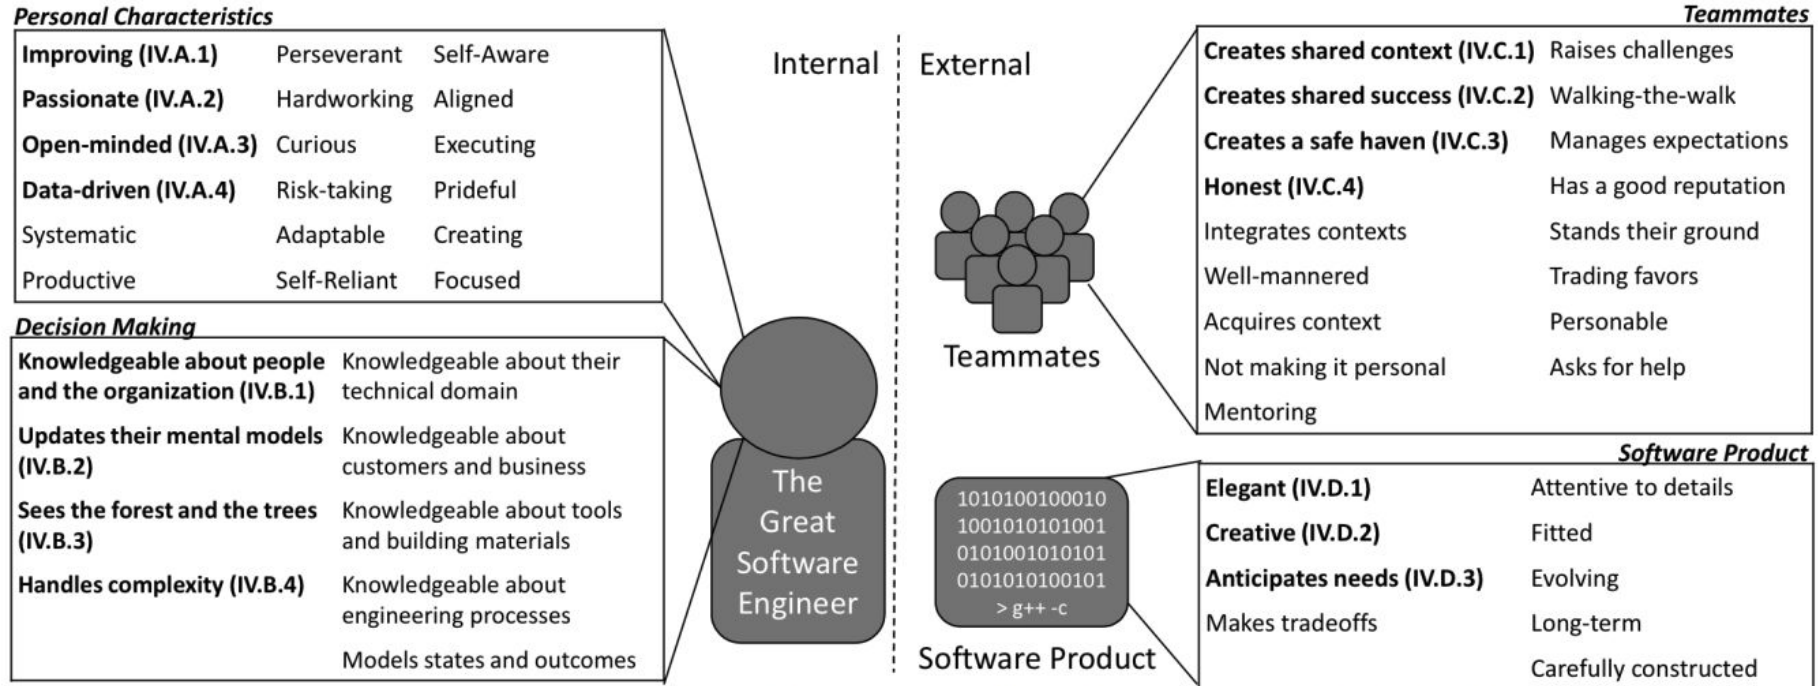 Personal Characteristics
Improving (IV.A.1) Perseverant Self-Aware
Passionate (IV.A.2) Hardworking Aligned
Open-minded (IV.A.3) Curious Executing
Data-driven (IV.A.4) Risk-taking Prideful
Systematic Adaptable Creating
Productive Self-Reliant Focused
Decision Making
Knowledgeable about people
and the organization (IV.B.1)
Knowledgeable about their
technical domain
Updates their mental models
(IV.B.2)
Knowledgeable about
customers and business
Sees the forest and the trees
(IV.B.3)
Knowledgeable about tools
and building materials
Handles complexity (IV.B.4)
Knowledgeable about
engineering processes
Models states and outcomes
Internal
External
The
Great
Software
Engineer
Teammates
Teammates
Creates shared context (IV.C.1) Raises challenges
Creates shared success (IV.C.2) Walking-the-walk
Creates a safe haven (IV.C.3) Manages expectations
Honest (IV.C.4) Has a good reputation
Integrates contexts Stands their ground
Well-mannered Trading favors
Acquires context Personable
Not making it personal Asks for help
Mentoring
1010100100010
1001010101001
0101001010101
0101010100101
> g++ -c
Software Product
Software Product
Elegant (IV.D.1) Attentive to details
Creative (IV.D.2) Fitted
Anticipates needs (IV.D.3) Evolving
Makes tradeoffs Long-term
Carefully constructed